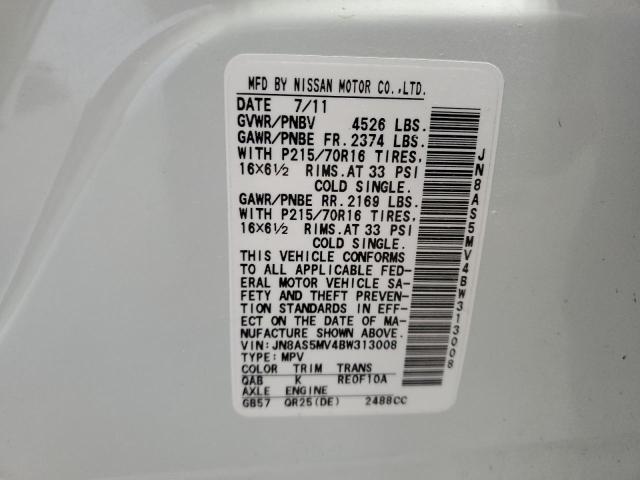 MFD BY NISSAN MOTOR CO.,LTD.
DATE 7/11
GVWR/PNBV 4526 LBS.
GAWR/PNBE FR. 2374 LBS.
WITH P215/70R16 TIRES,
16×6½ RIMS.AT 33 PSI
COLD SINGLE.
GAWR/PNBE RR. 2169 LBS.
WITH P215/70R16 TIRES,
16×6½ RIMS.AT 33 PSI
COLD SINGLE.
THIS VEHICLE CONFORMS
TO ALL APPLICABLE FED-
ERAL MOTOR VEHICLE SA-
FETY AND THEFT PREVEN-
TION STANDARDS IN EFF-
ECT ON THE DATE OF MA-
NUFACTURE SHOWN ABOVE.
VIN: JN8AS5MV4BW313008
TYPE: MPV
COLOR TRIM TRANS
QAB K RE0F10A
AXLE ENGINE
GB57 QR25(DE) 2488CC
JN8AS5MV4BW313008